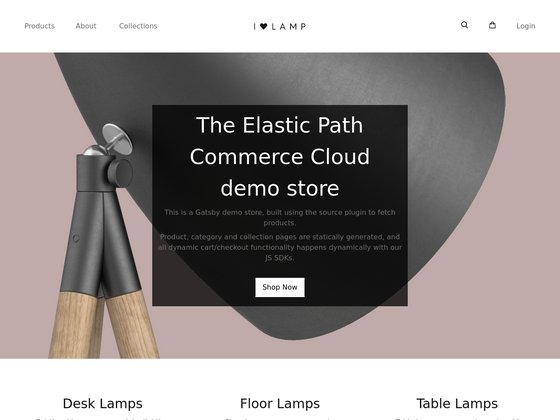 Products About Collections I ♥ LAMP Login
The Elastic Path
Commerce Cloud
demo store
This is a Gatsby demo store, built using the source plugin to fetch
products.
Product, category and collection pages are statically generated, and
all dynamic cart/checkout functionality happens dynamically with our
JS SDKs.
Shop Now
Desk Lamps Floor Lamps Table Lamps